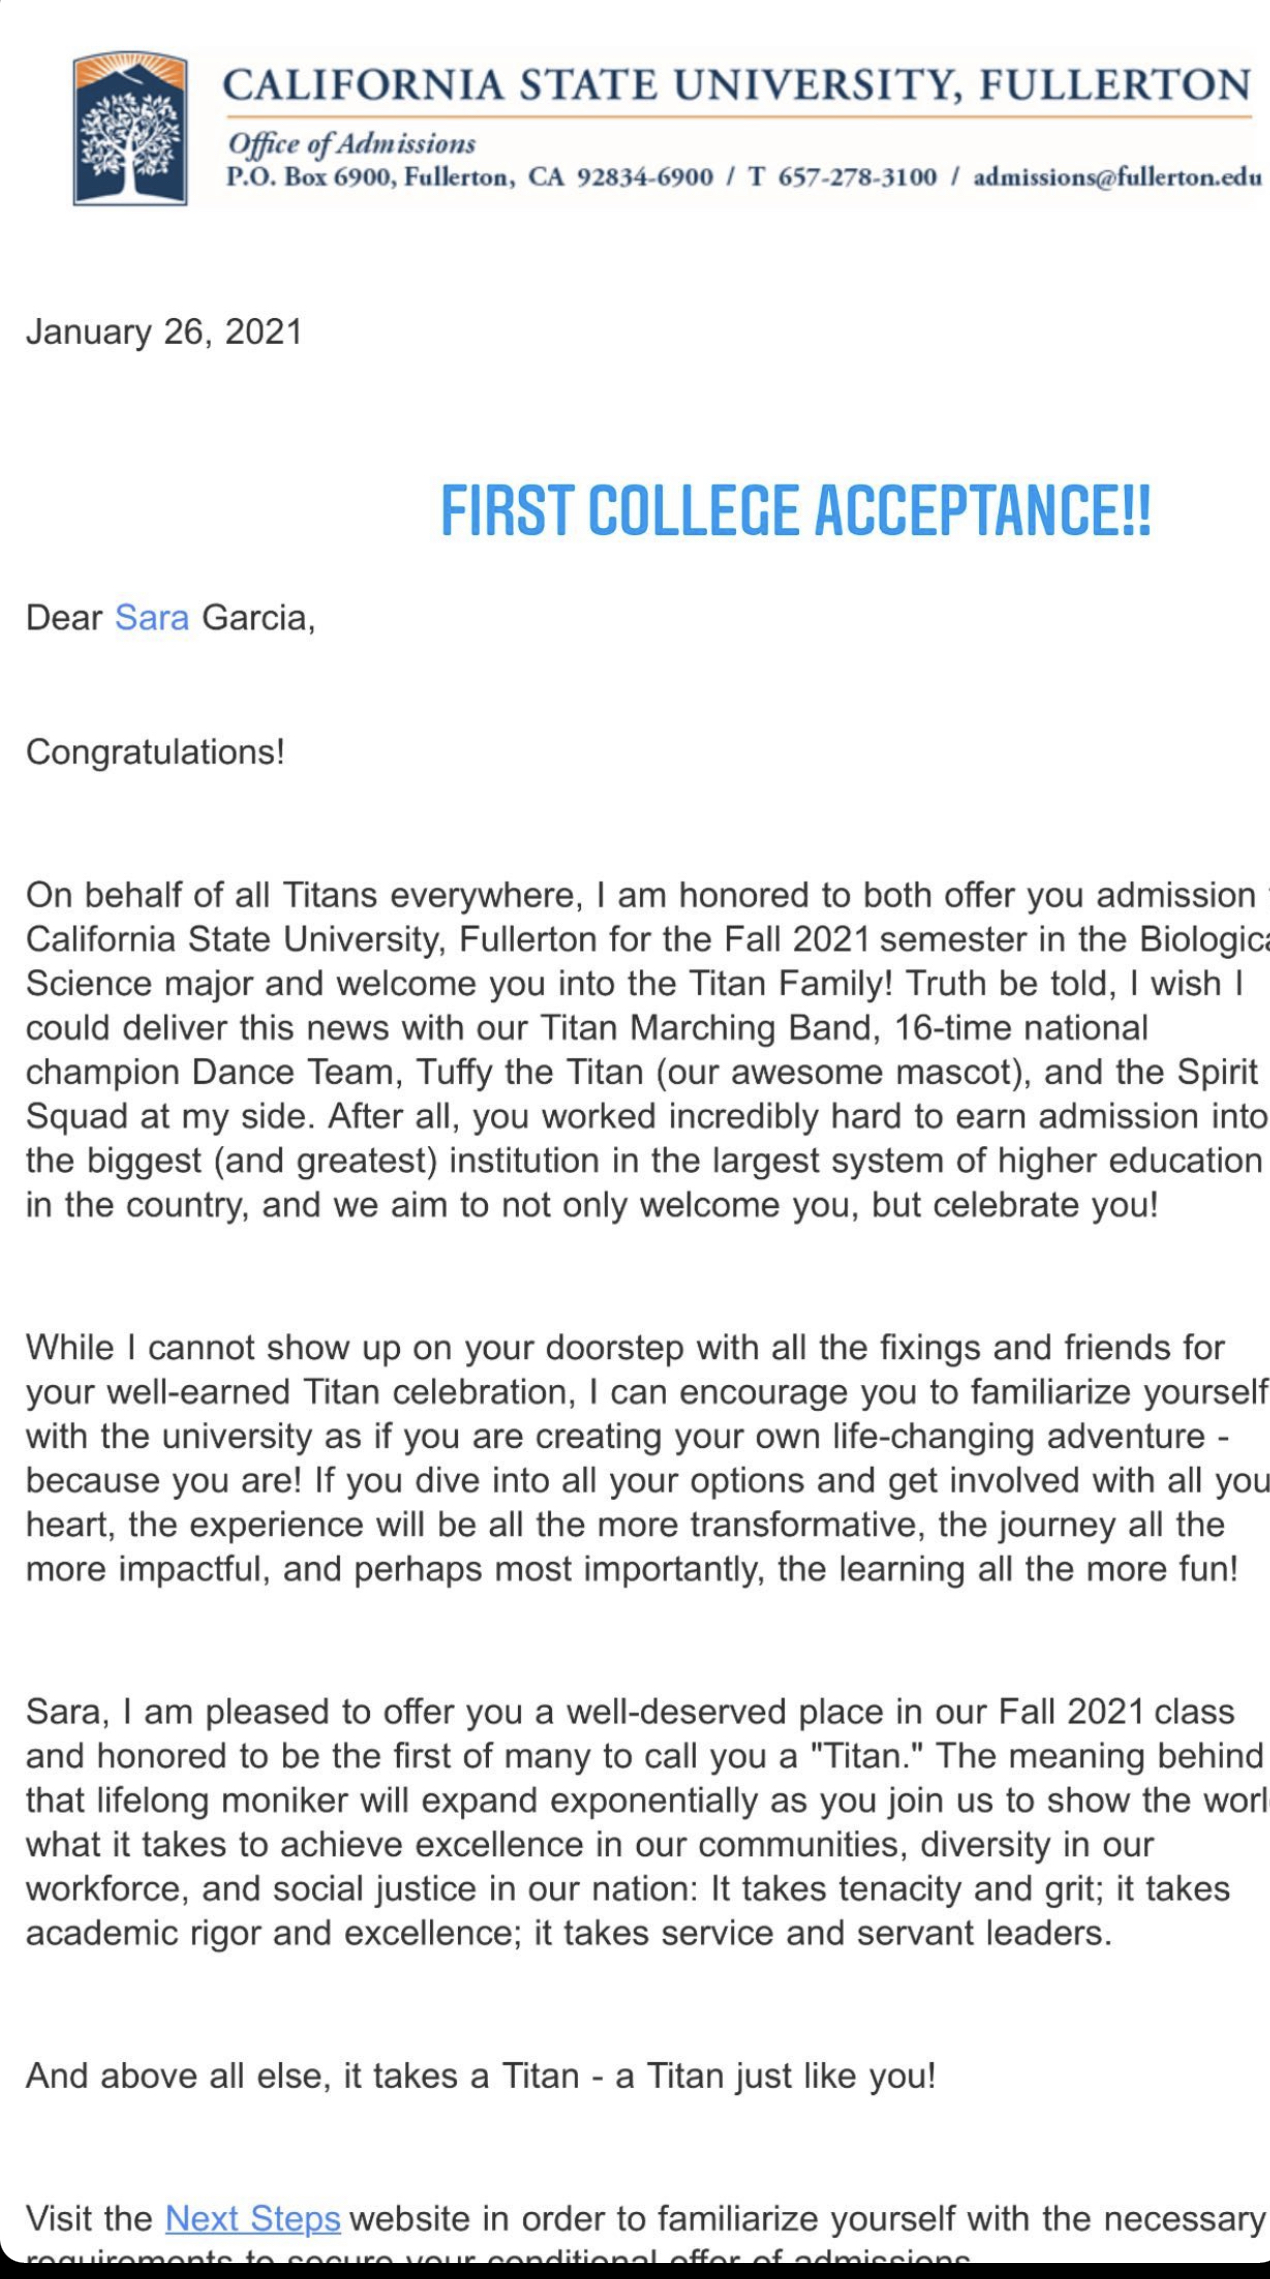 CALIFORNIA STATE UNIVERSITY, FULLERTON
Office of Admissions
P.O. Box 6900, Fullerton, CA 92834-6900 / T 657-278-3100 / admissions@fullerton.edu
January 26, 2021
FIRST COLLEGE ACCEPTANCE!!
Dear Sara Garcia,
Congratulations!
On behalf of all Titans everywhere, I am honored to both offer you admission
California State University, Fullerton for the Fall 2021 semester in the Biologica
Science major and welcome you into the Titan Family! Truth be told, I wish I
could deliver this news with our Titan Marching Band, 16-time national
champion Dance Team, Tuffy the Titan (our awesome mascot), and the Spirit
Squad at my side. After all, you worked incredibly hard to earn admission into
the biggest (and greatest) institution in the largest system of higher education
in the country, and we aim to not only welcome you, but celebrate you!
While I cannot show up on your doorstep with all the fixings and friends for
your well-earned Titan celebration, I can encourage you to familiarize yourself
with the university as if you are creating your own life-changing adventure -
because you are! If you dive into all your options and get involved with all you
heart, the experience will be all the more transformative, the journey all the
more impactful, and perhaps most importantly, the learning all the more fun!
Sara, I am pleased to offer you a well-deserved place in our Fall 2021 class
and honored to be the first of many to call you a "Titan." The meaning behind
that lifelong moniker will expand exponentially as you join us to show the worl
what it takes to achieve excellence in our communities, diversity in our
workforce, and social justice in our nation: It takes tenacity and grit; it takes
academic rigor and excellence; it takes service and servant leaders.
And above all else, it takes a Titan - a Titan just like you!
Visit the Next Steps website in order to familiarize yourself with the necessary
requirements to secure your conditional offer of admissions